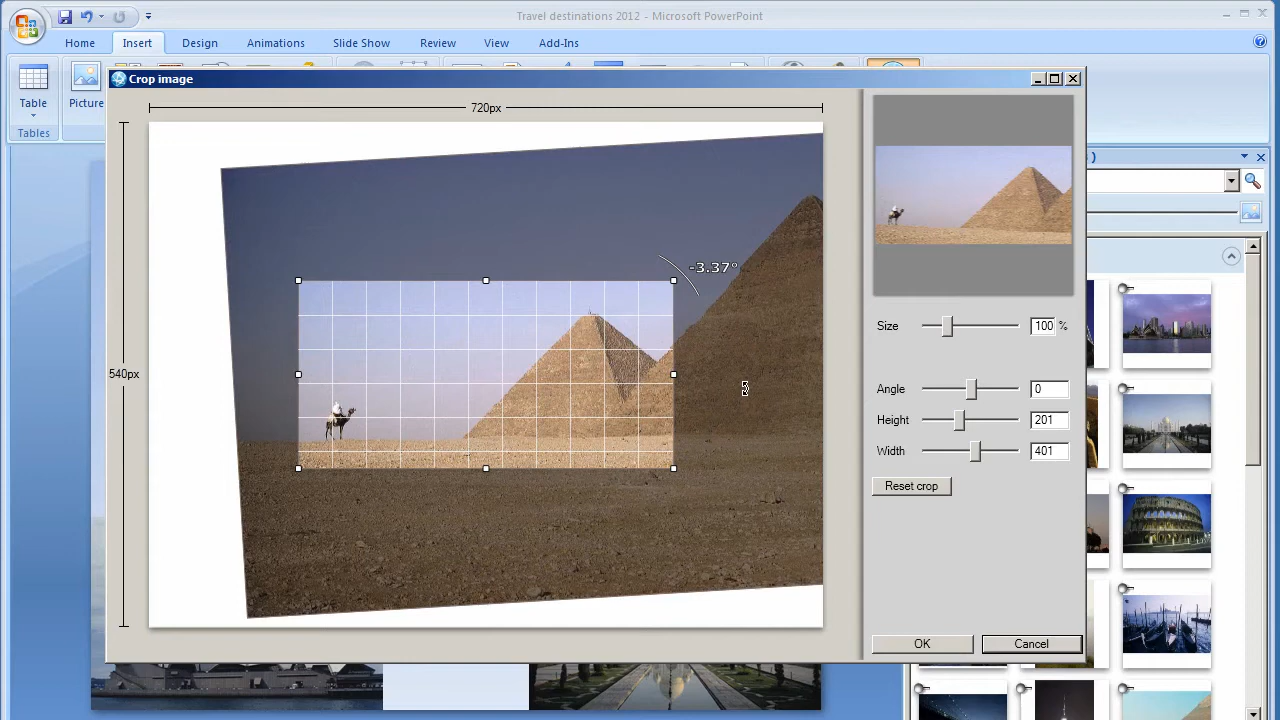 Travel destinations 2012 - Microsoft PowerPoint
Home Insert Design Animations Slide Show Review View Add-Ins
Table
Picture
Tables
Crop image
720px
540px
-3.37°
Size 100 %
Angle 0
Height 201
Width 401
Reset crop
OK Cancel